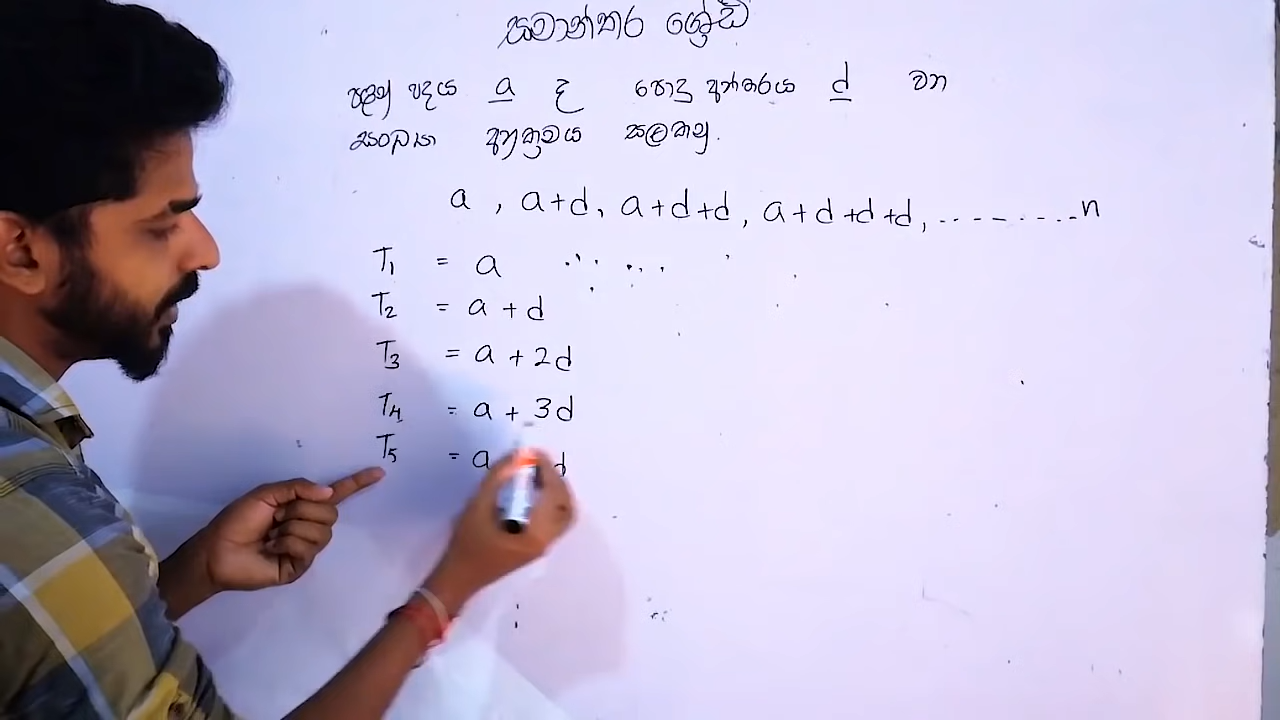 සමාන්තර ශ්‍රේඪි
පළමු පදය a ද පොදු අන්තරය d වන
සංඛ්‍යා අනුක්‍රමය සලකමු.
a , a+d, a+d+d, a+d+d+d, ..........n
T₁ = a
T₂ = a + d
T₃ = a + 2d
T₄ = a + 3d
T₅ = a d